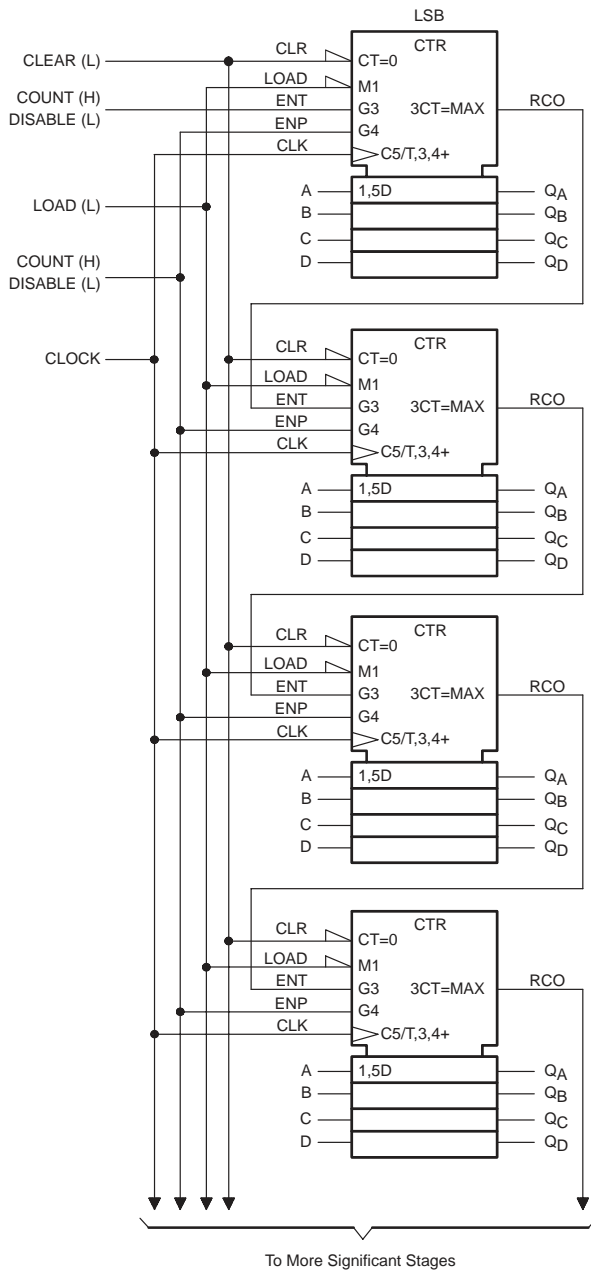 LSB
CTR
CLEAR (L)
CLR
CT=0
LOAD
M1
COUNT (H)
DISABLE (L)
ENT
G3
3CT=MAX
RCO
ENP
G4
CLK
C5/T,3,4+
A
1,5D
QA
LOAD (L)
B
QB
C
QC
COUNT (H)
DISABLE (L)
D
QD
CTR
CLOCK
CLR
CT=0
LOAD
M1
ENT
G3
3CT=MAX
RCO
ENP
G4
CLK
C5/T,3,4+
A
1,5D
QA
B
QB
C
QC
D
QD
CTR
CLR
CT=0
LOAD
M1
ENT
G3
3CT=MAX
RCO
ENP
G4
CLK
C5/T,3,4+
A
1,5D
QA
B
QB
C
QC
D
QD
CTR
CLR
CT=0
LOAD
M1
ENT
G3
3CT=MAX
RCO
ENP
G4
CLK
C5/T,3,4+
A
1,5D
QA
B
QB
C
QC
D
QD
To More Significant Stages